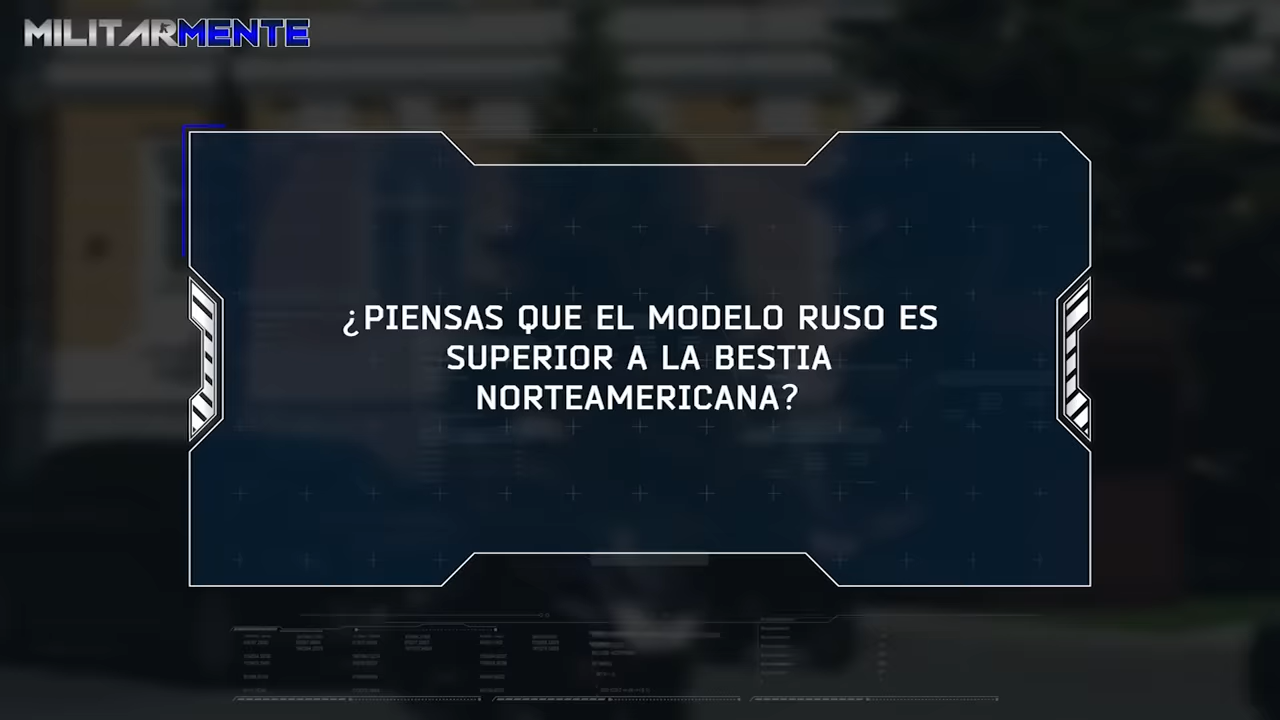 MILITARMENTE
¿PIENSAS QUE EL MODELO RUSO ES
SUPERIOR A LA BESTIA
NORTEAMERICANA?